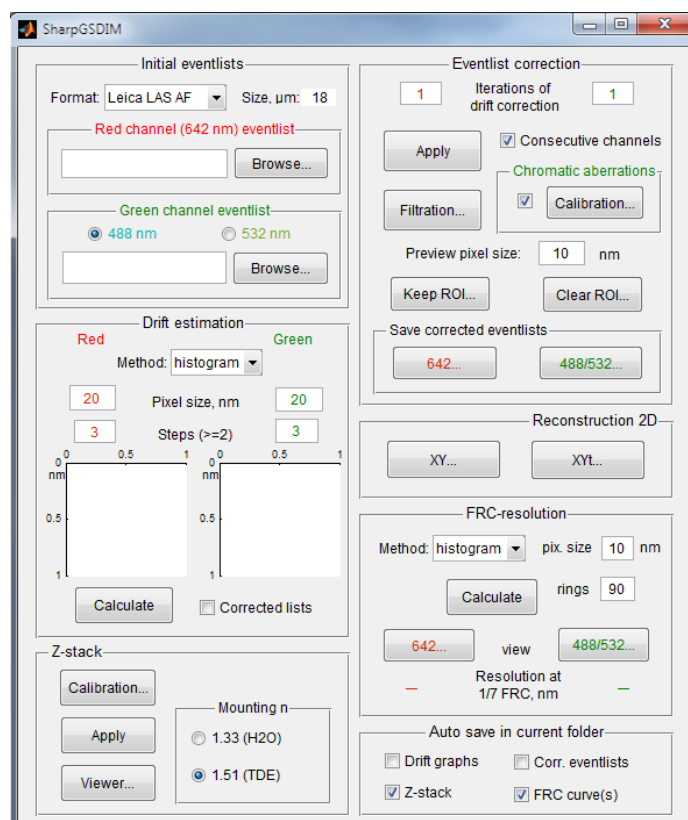 SharpGSDIM
Initial eventlists
Format: Leica LAS AF Size, µm: 18
Red channel (642 nm) eventlist
Browse...
Green channel eventlist
488 nm 532 nm
Browse...
Drift estimation
Red Green
Method: histogram
20 Pixel size, nm 20
3 Steps (>=2) 3
0 0.5 1 0 0.5 1
0 0
nm nm
0.5 0.5
1 1
Calculate Corrected lists
Z-stack
Calibration...
Apply
Viewer...
Mounting n
1.33 (H2O)
1.51 (TDE)
Eventlist correction
1 Iterations of 1
drift correction
Apply Consecutive channels
Chromatic aberrations
Filtration... Calibration...
Preview pixel size: 10 nm
Keep ROI... Clear ROI...
Save corrected eventlists
642... 488/532...
Reconstruction 2D
XY... XYt...
FRC-resolution
Method: histogram pix. size 10 nm
Calculate rings 90
642... view 488/532...
– Resolution at –
1/7 FRC, nm
Auto save in current folder
Drift graphs Corr. eventlists
Z-stack FRC curve(s)